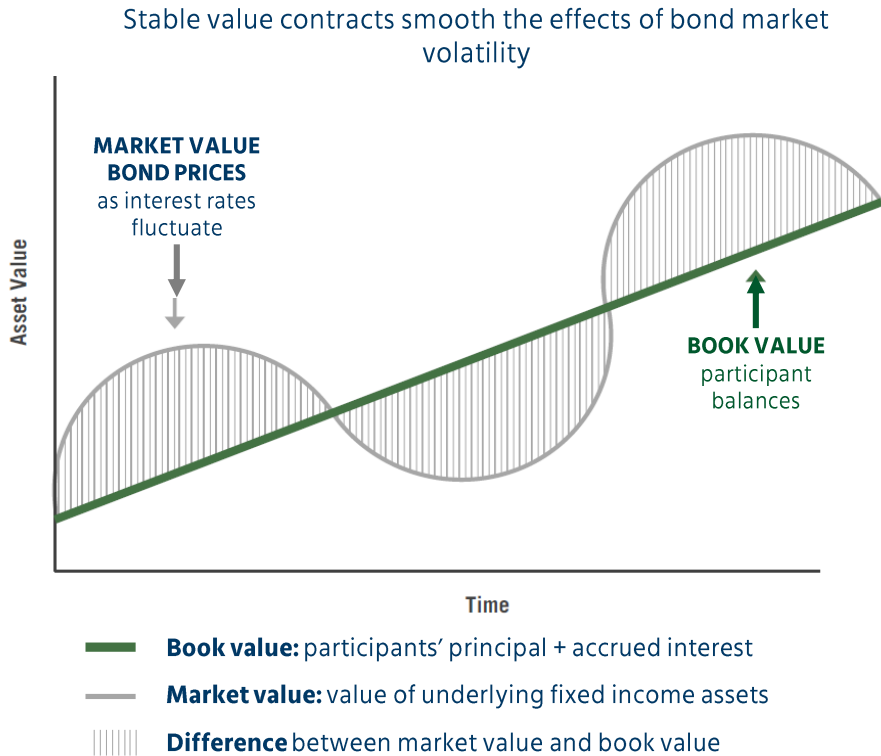 Stable value contracts smooth the effects of bond market
volatility
MARKET VALUE
BOND PRICES
as interest rates
fluctuate
Asset Value
BOOK VALUE
participant
balances
Time
Book value: participants’ principal + accrued interest
Market value: value of underlying fixed income assets
Difference between market value and book value